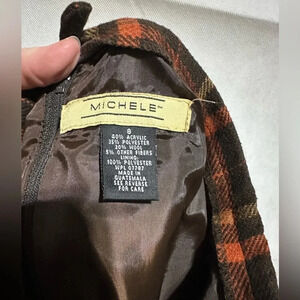 MICHELE
8
60% ACRYLIC
35% POLYESTER
20% WOOL
5% OTHER FIBERS
LINING:
100% POLYESTER
WPL 07787
MADE IN
GUATEMALA
SEE REVERSE
FOR CARE